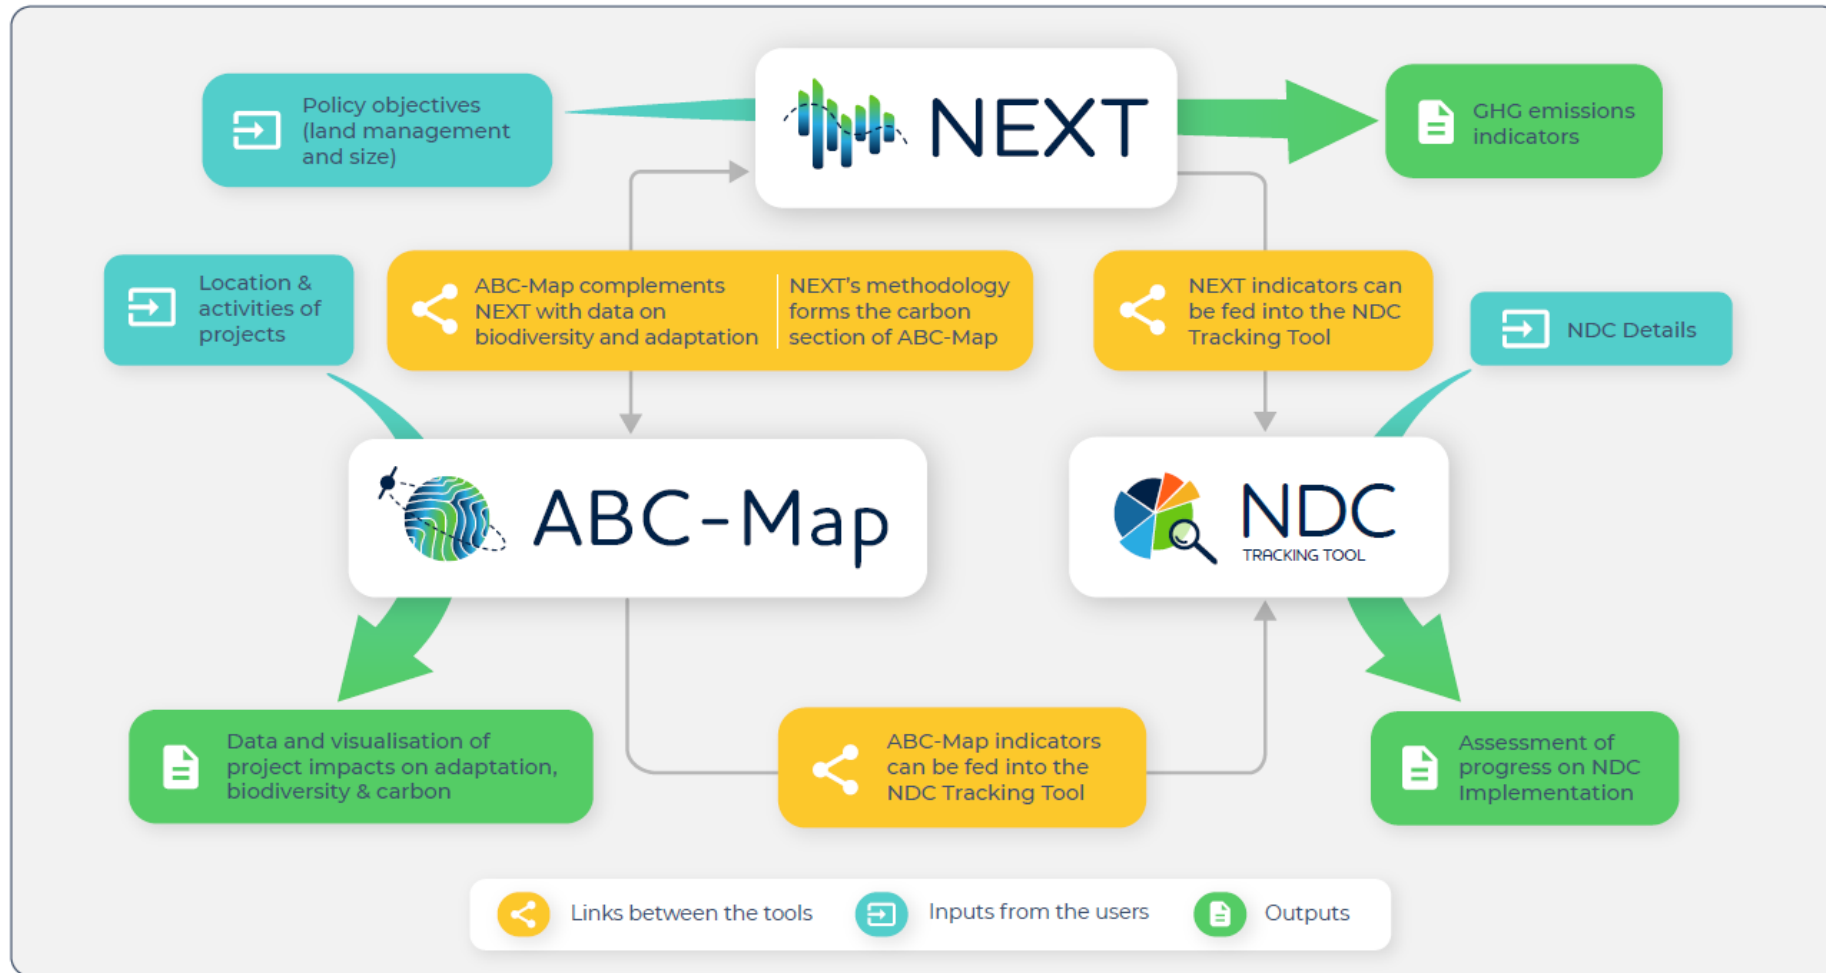 Policy objectives
(land management
and size)
NEXT
GHG emissions
indicators
Location &
activities of
projects
ABC-Map complements
NEXT with data on
biodiversity and adaptation
NEXT's methodology
forms the carbon
section of ABC-Map
NEXT indicators can
be fed into the NDC
Tracking Tool
NDC Details
ABC-Map
NDC
TRACKING TOOL
Data and visualisation of
project impacts on adaptation,
biodiversity & carbon
ABC-Map indicators
can be fed into the
NDC Tracking Tool
Assessment of
progress on NDC
Implementation
Links between the tools
Inputs from the users
Outputs